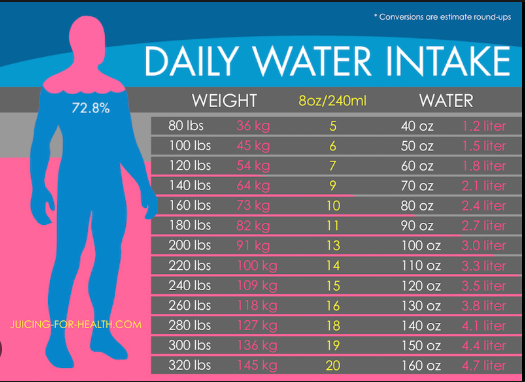 * Conversions are estimate round-ups
DAILY WATER INTAKE
WEIGHT 8oz/240ml WATER
72.8%
80 lbs 36 kg 5 40 oz 1.2 liter
100 lbs 45 kg 6 50 oz 1.5 liter
120 lbs 54 kg 7 60 oz 1.8 liter
140 lbs 64 kg 9 70 oz 2.1 liter
160 lbs 73 kg 10 80 oz 2.4 liter
180 lbs 82 kg 11 90 oz 2.7 liter
200 lbs 91 kg 13 100 oz 3.0 liter
220 lbs 100 kg 14 110 oz 3.3 liter
240 lbs 109 kg 15 120 oz 3.5 liter
260 lbs 118 kg 16 130 oz 3.8 liter
280 lbs 127 kg 18 140 oz 4.1 liter
300 lbs 136 kg 19 150 oz 4.4 liter
320 lbs 145 kg 20 160 oz 4.7 liter
JUICING-FOR-HEALTH.COM